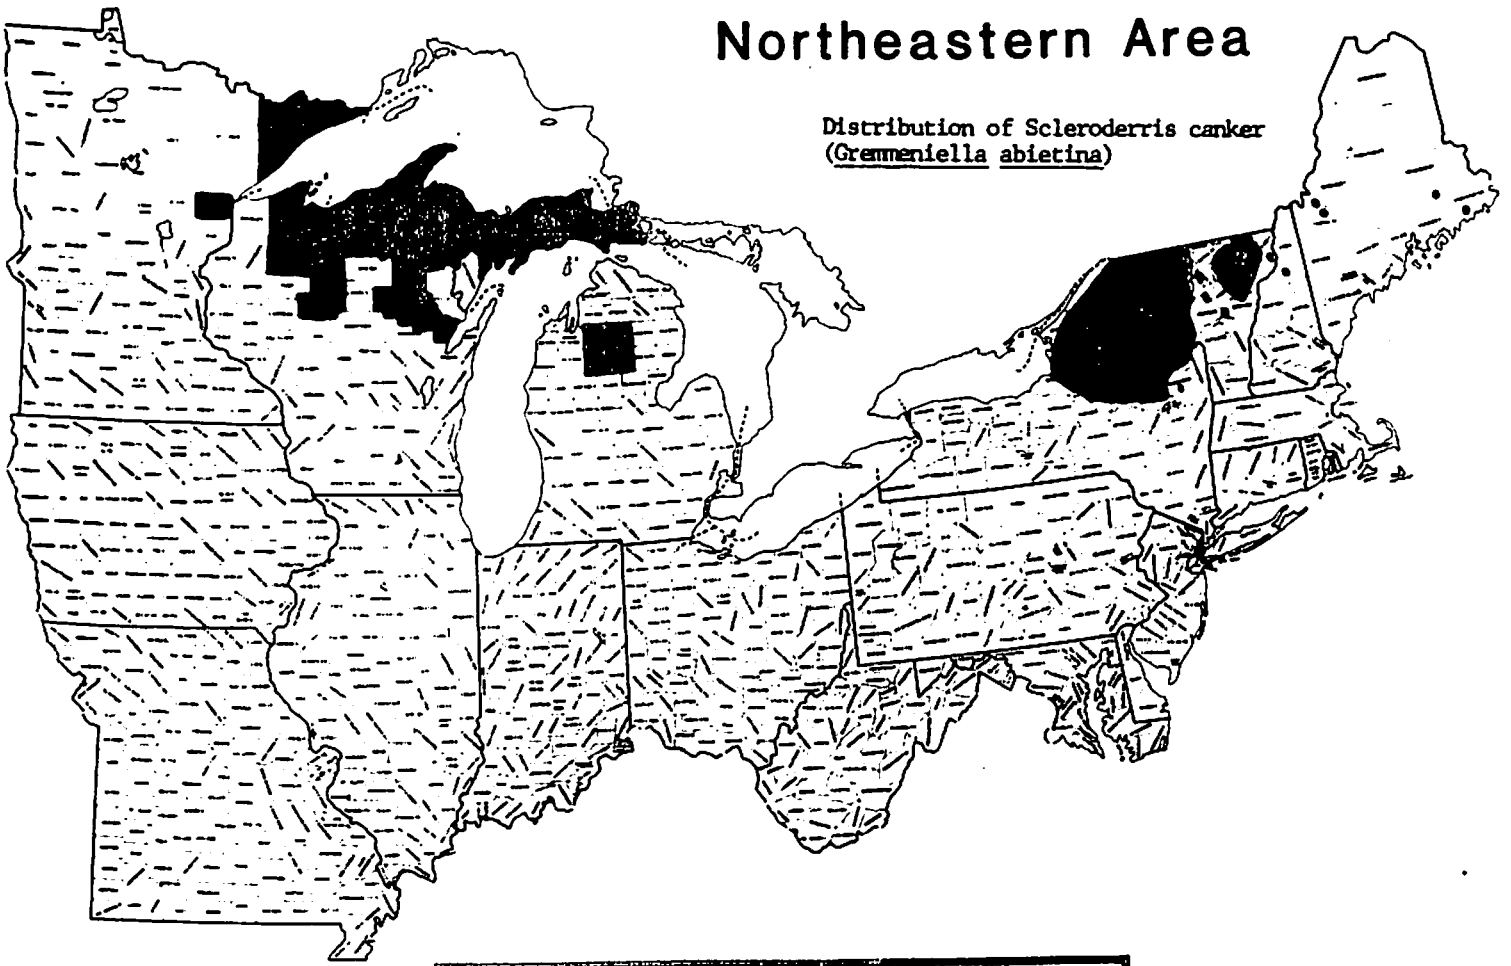 Northeastern Area
Distribution of Scleroderris canker
(Gremmeniella abietina)